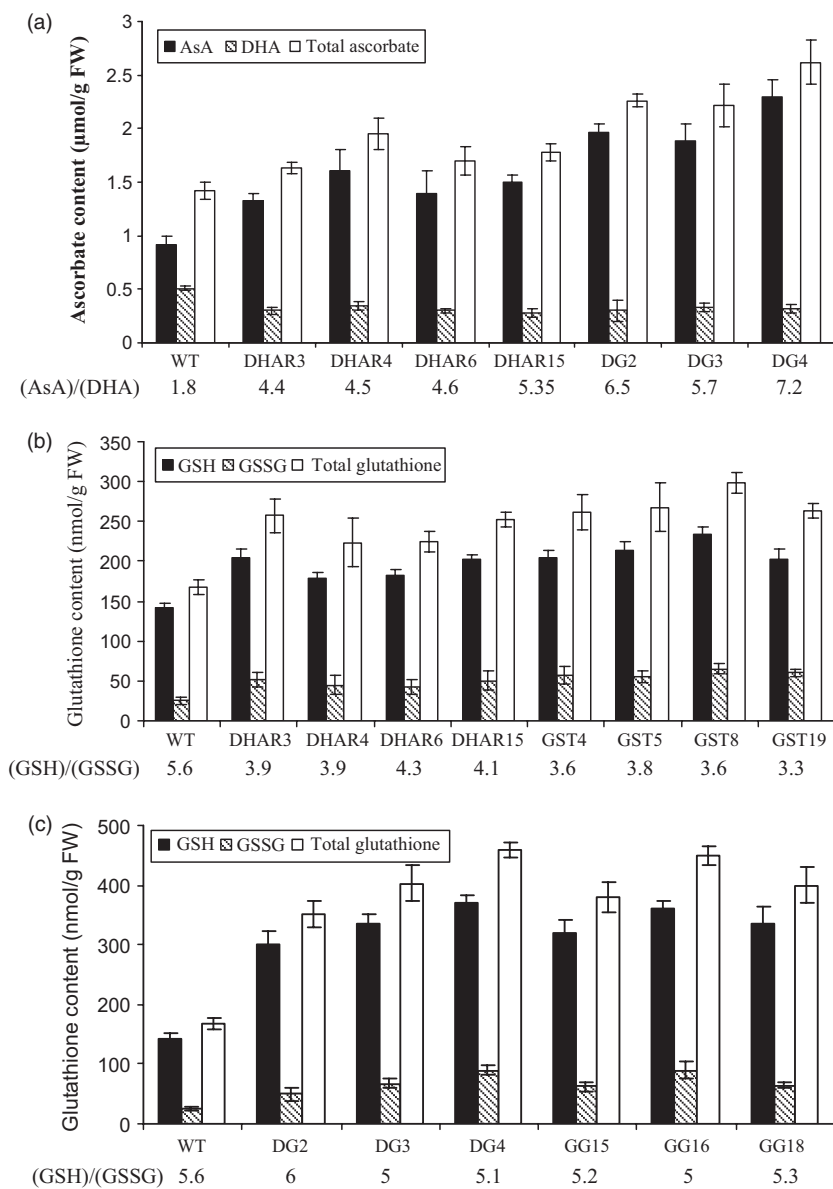 (a)
3
2.5
2
1.5
1
0.5
0
Ascorbate content (μmol/g FW)
AsA DHA Total ascorbate
WT DHAR3 DHAR4 DHAR6 DHAR15 DG2 DG3 DG4
(AsA)/(DHA) 1.8 4.4 4.5 4.6 5.35 6.5 5.7 7.2
(b)
350
300
250
200
150
100
50
0
Glutathione content (nmol/g FW)
GSH GSSG Total glutathione
WT DHAR3 DHAR4 DHAR6 DHAR15 GST4 GST5 GST8 GST19
(GSH)/(GSSG) 5.6 3.9 3.9 4.3 4.1 3.6 3.8 3.6 3.3
(c)
500
400
300
200
100
0
Glutathione content (nmol/g FW)
GSH GSSG Total glutathione
WT DG2 DG3 DG4 GG15 GG16 GG18
(GSH)/(GSSG) 5.6 6 5 5.1 5.2 5 5.3